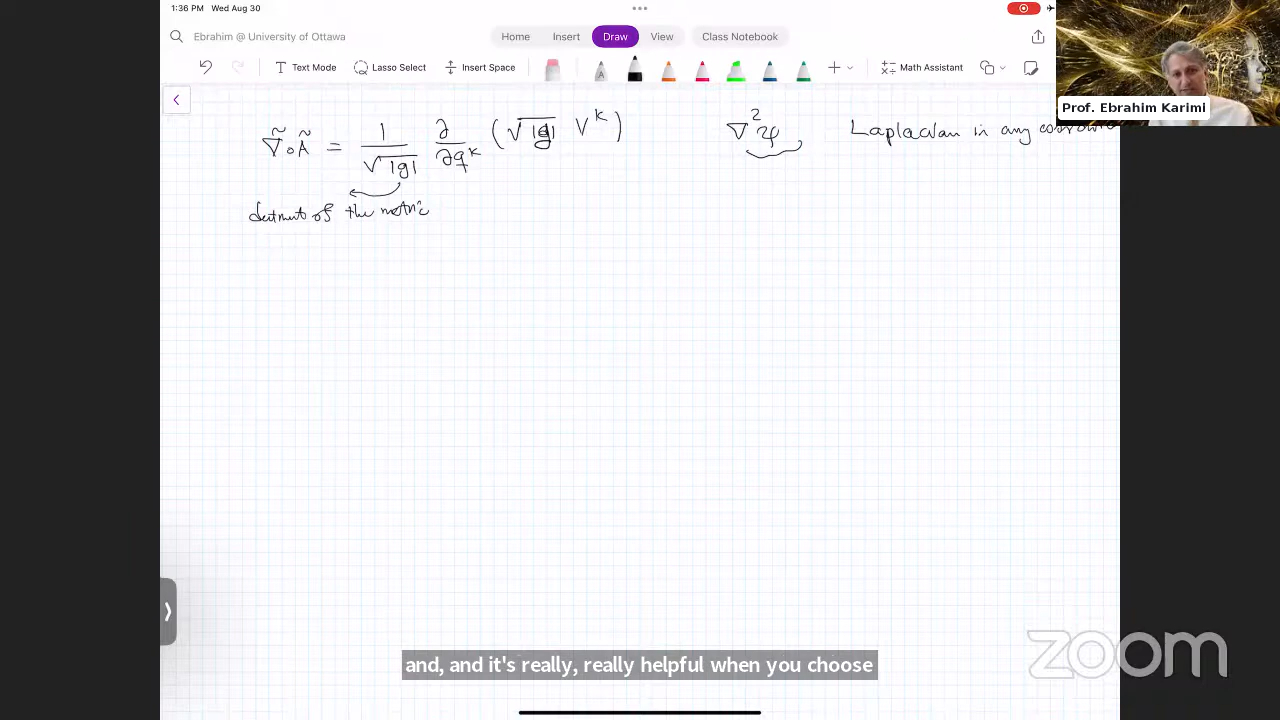 1:36 PM Wed Aug 30
Ebrahim @ University of Ottawa
Home Insert Draw View Class Notebook
Text Mode Lasso Select Insert Space Math Assistant
Prof. Ebrahim Karimi
∇̃∘Â = 1/√|g| ∂/∂q^k (√|g| V^k) ∇²ψ Laplacian in any
of the metric
and, and it's really, really helpful when you choose
zoom